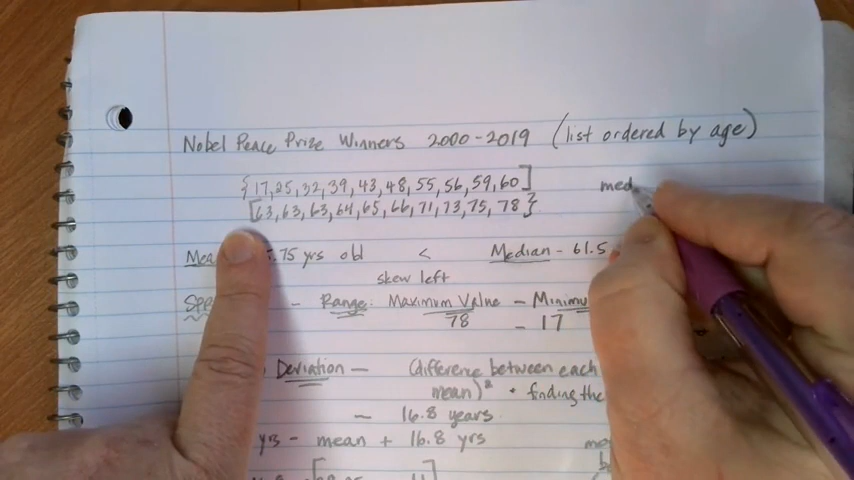 Nobel Peace Prize Winners 2000-2019 (list ordered by age)
{17,25,32,39,43,48,55,56,59,60] med
[63,63,63,64,65,66,71,73,75,78}
.75 yrs old < Median - 61.5
skew left
- Range: Maximum Value - Minimu
78 - 17
Deviation - (difference between each
mean)² • finding the
- 16.8 years
yrs - mean + 16.8 yrs